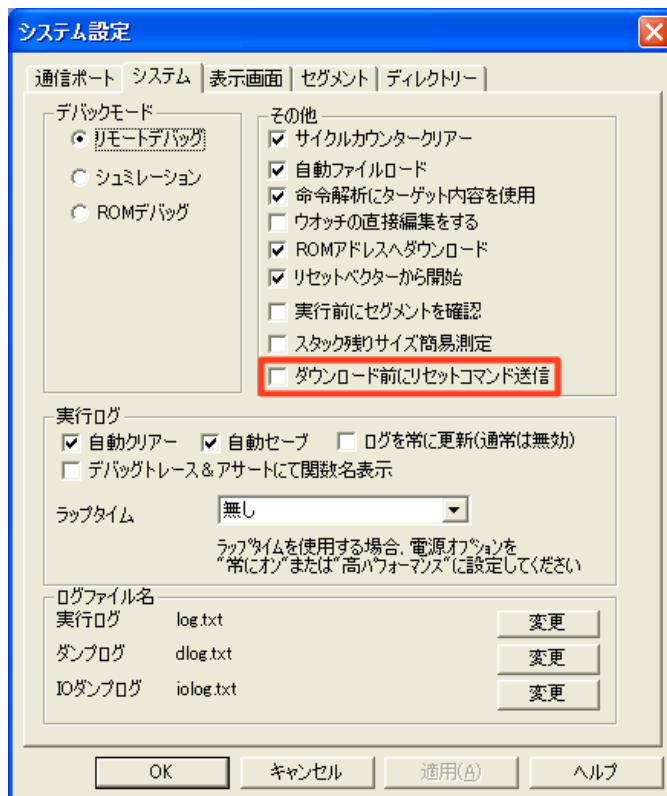 システム設定
通信ポート システム 表示画面 セグメント ディレクトリー
デバックモード
リモートデバッグ
シュミレーション
ROMデバッグ
その他
サイクルカウンタークリアー
自動ファイルロード
命令解析にターゲット内容を使用
ウオッチの直接編集をする
ROMアドレスへダウンロード
リセットベクターから開始
実行前にセグメントを確認
スタック残りサイズ簡易測定
ダウンロード前にリセットコマンド送信
実行ログ
自動クリアー 自動セーブ ログを常に更新(通常は無効)
デバッグトレース&アサートにて関数名表示
ラップタイム 無し
ラップタイムを使用する場合, 電源オプションを
"常にオン"または"高パフォーマンス"に設定してください
ログファイル名
実行ログ log.txt 変更
ダンプログ dlog.txt 変更
IOダンプログ iolog.txt 変更
OK キャンセル 適用(A) ヘルプ